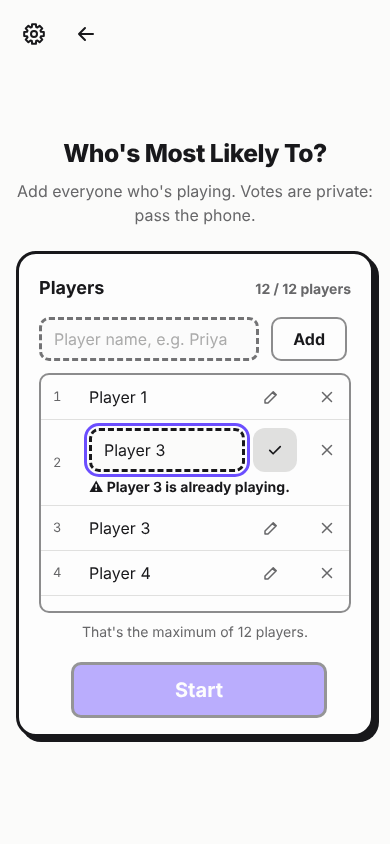 Who's Most Likely To?
Add everyone who's playing. Votes are private:
pass the phone.
Players
12 / 12 players
Player name, e.g. Priya
Add
1 Player 1
2 Player 3
⚠ Player 3 is already playing.
3 Player 3
4 Player 4
That's the maximum of 12 players.
Start